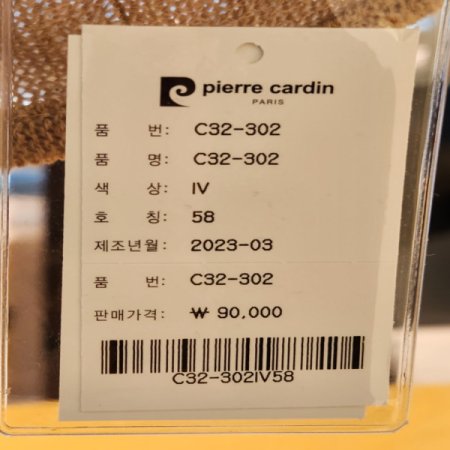 pierre cardin
PARIS
품 번: C32-302
품 명: C32-302
색 상: IV
호 칭: 58
제조년월: 2023-03
품 번: C32-302
판매가격: ₩ 90,000
C32-302IV58